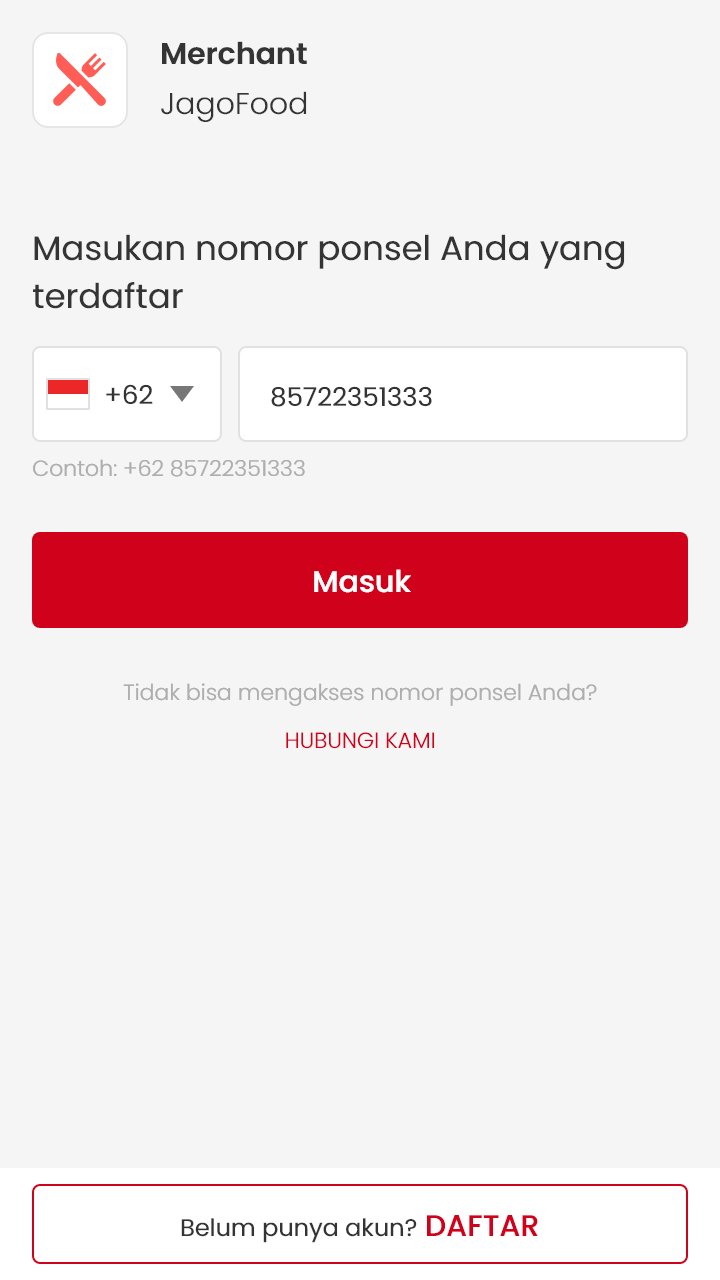 Merchant
JagoFood
Masukan nomor ponsel Anda yang
terdaftar
+62
85722351333
Contoh: +62 85722351333
Masuk
Tidak bisa mengakses nomor ponsel Anda?
HUBUNGI KAMI
Belum punya akun? DAFTAR